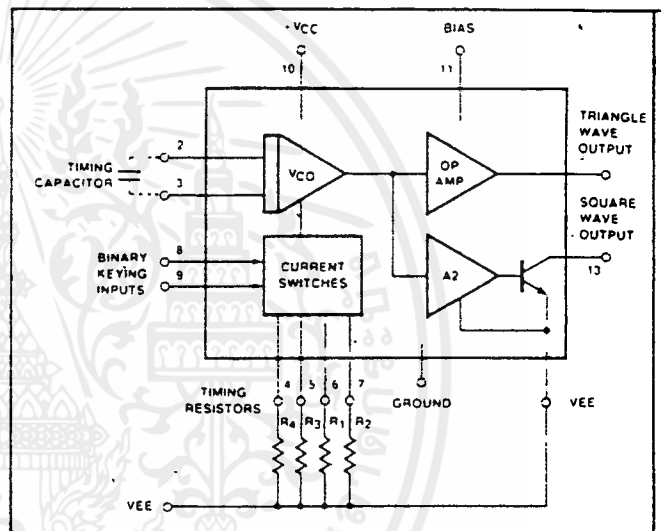 VCC
BIAS
10
11
TRIANGLE
WAVE
OUTPUT
2
TIMING
CAPACITOR
3
VCO
OP
AMP
SQUARE
WAVE
OUTPUT
BINARY
KEYING
INPUTS
8
9
CURRENT
SWITCHES
A2
13
TIMING
RESISTORS
4 5 6 7
R4 R3 R1 R2
GROUND
VEE
VEE